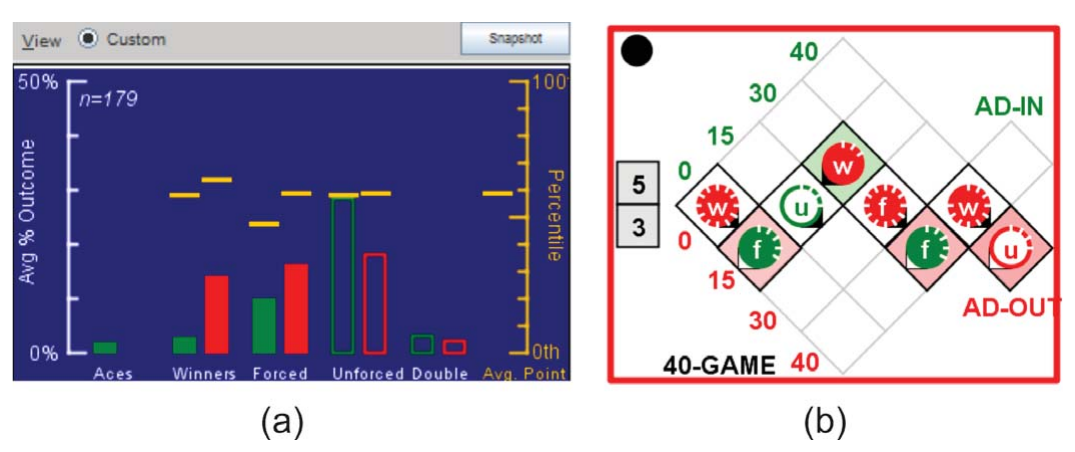 View Custom Snapshot
50%
n=179
100
Avg % Outcome
Percentile
0%
0th
Aces Winners Forced Unforced Double Avg. Point
(a)
40
30
15
0
AD-IN
5
3
w
w
u
f
w
f
f
u
0
15
30
40
AD-OUT
40-GAME
(b)